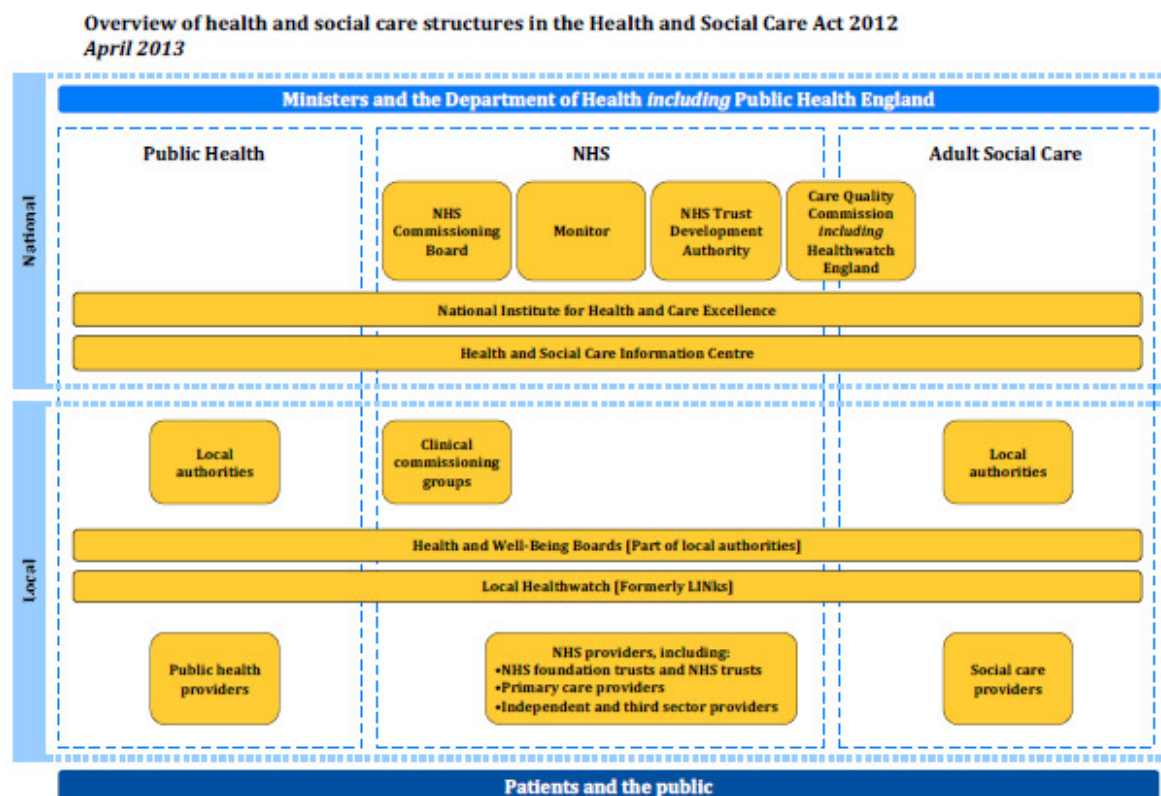 Overview of health and social care structures in the Health and Social Care Act 2012
April 2013
Ministers and the Department of Health including Public Health England
National
Public Health
NHS
Adult Social Care
NHS
Commissioning
Board
Monitor
NHS Trust
Development
Authority
Care Quality
Commission
including
Healthwatch
England
National Institute for Health and Care Excellence
Health and Social Care Information Centre
Local
Local
authorities
Clinical
commissioning
groups
Local
authorities
Health and Well-Being Boards [Part of local authorities]
Local Healthwatch [Formerly LINks]
Public health
providers
NHS providers, including:
•NHS foundation trusts and NHS trusts
•Primary care providers
•Independent and third sector providers
Social care
providers
Patients and the public